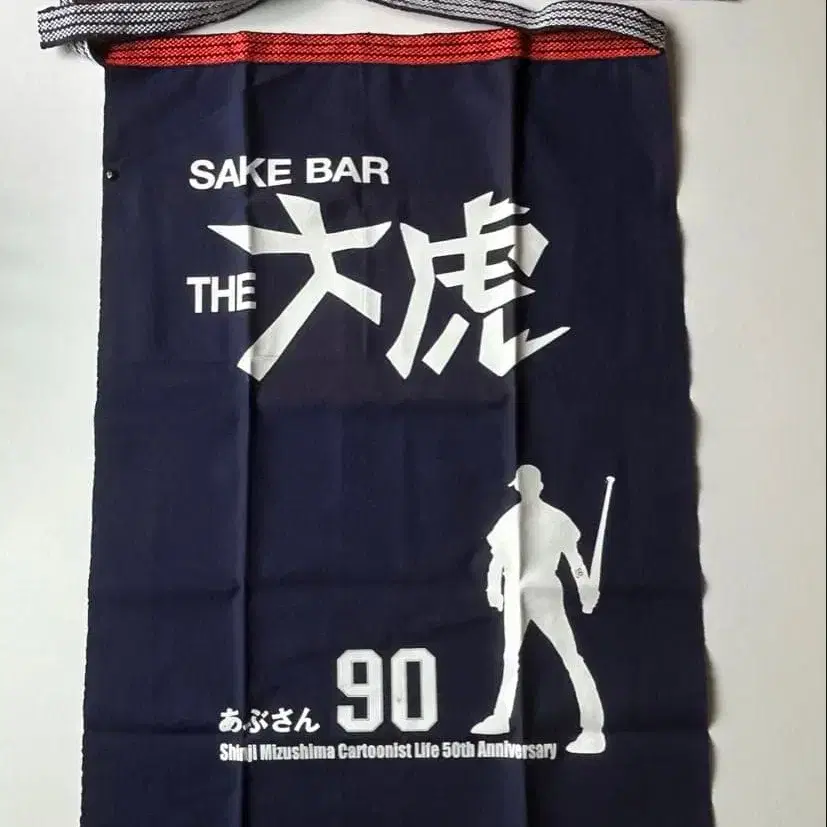 SAKE BAR
THE 大虎
あぶさん 90
Shinji Mizushima Cartoonist Life 50th Anniversary